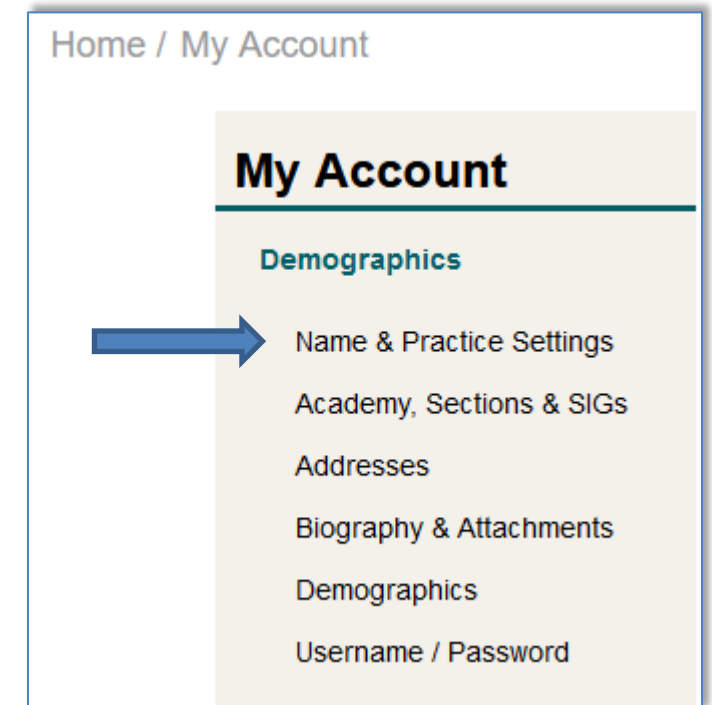 Home / My Account
My Account
Demographics
Name & Practice Settings
Academy, Sections & SIGs
Addresses
Biography & Attachments
Demographics
Username / Password